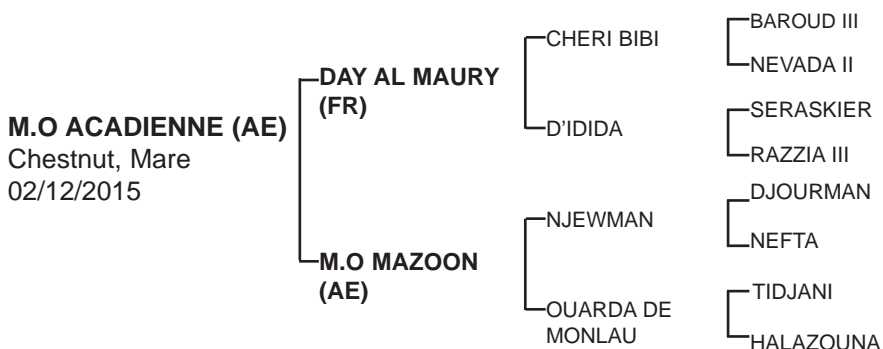 M.O ACADIENNE (AE)
Chestnut, Mare
02/12/2015
DAY AL MAURY
(FR)
M.O MAZOON
(AE)
CHERI BIBI
D'IDIDA
NJEWMAN
OUARDA DE
MONLAU
BAROUD III
NEVADA II
SERASKIER
RAZZIA III
DJOURMAN
NEFTA
TIDJANI
HALAZOUNA